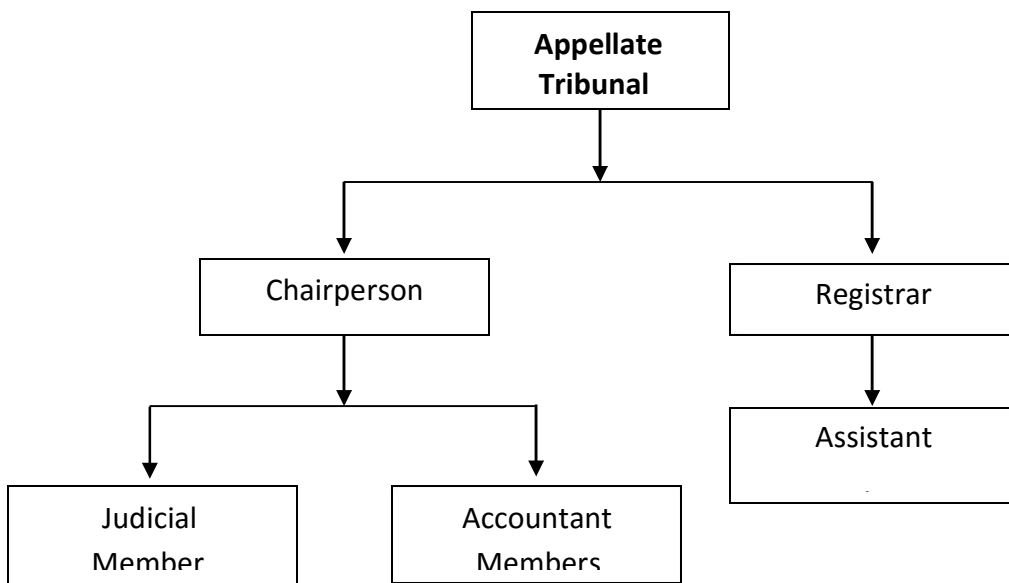 Appellate
Tribunal
Chairperson
Registrar
Assistant
Judicial
Member
Accountant
Members